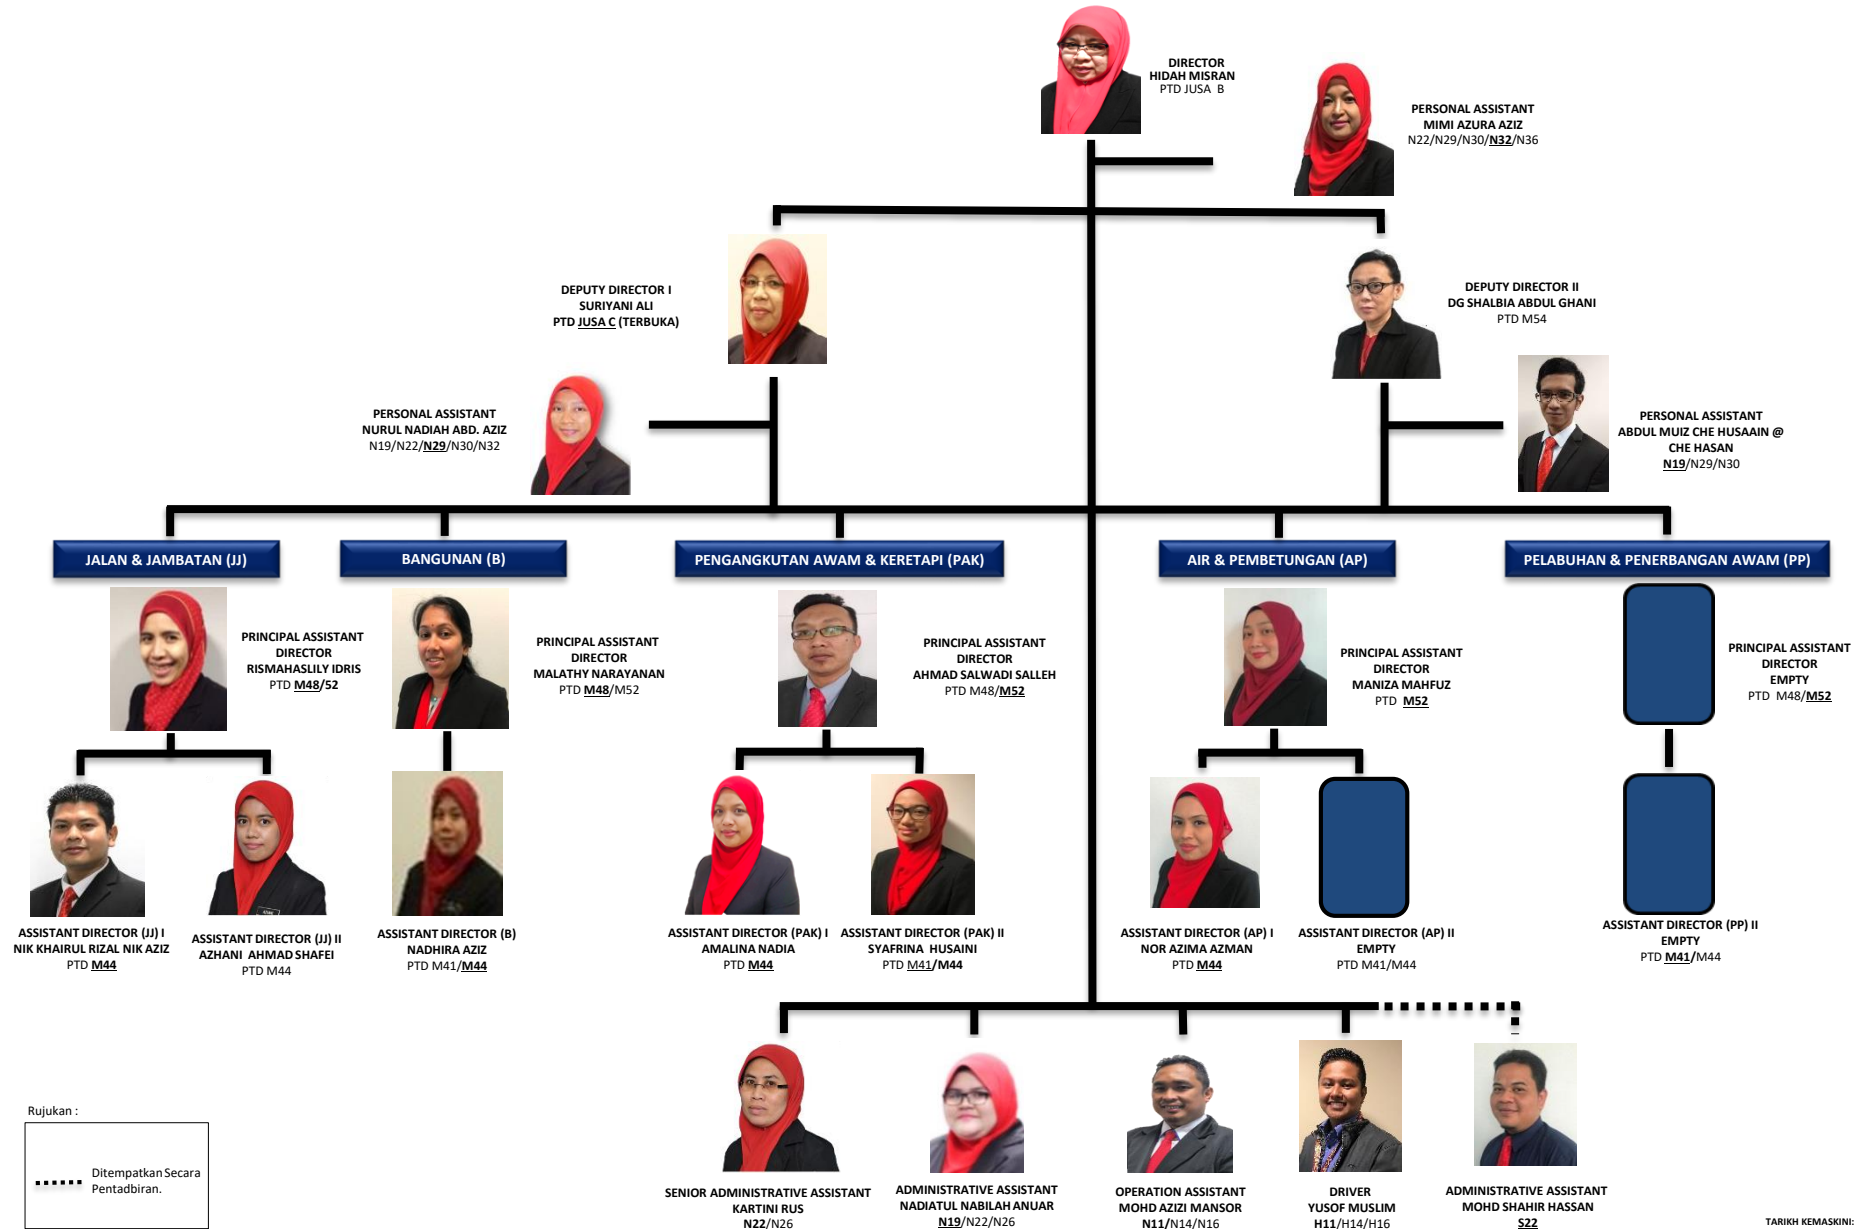 DIRECTOR
HIDAH MISRAN
PTD JUSA B
PERSONAL ASSISTANT
MIMI AZURA AZIZ
N22/N29/N30/N32/N36
DEPUTY DIRECTOR I
SURIYANI ALI
PTD JUSA C (TERBUKA)
DEPUTY DIRECTOR II
DG SHALBIA ABDUL GHANI
PTD M54
PERSONAL ASSISTANT
NURUL NADIAH ABD. AZIZ
N19/N22/N29/N30/N32
PERSONAL ASSISTANT
ABDUL MUIZ CHE HUSAAIN @
CHE HASAN
N19/N29/N30
JALAN & JAMBATAN (JJ)
BANGUNAN (B)
PENGANGKUTAN AWAM & KERETAPI (PAK)
AIR & PEMBETUNGAN (AP)
PELABUHAN & PENERBANGAN AWAM (PP)
PRINCIPAL ASSISTANT
DIRECTOR
RISMAHASLILY IDRIS
PTD M48/52
PRINCIPAL ASSISTANT
DIRECTOR
MALATHY NARAYANAN
PTD M48/M52
PRINCIPAL ASSISTANT
DIRECTOR
AHMAD SALWADI SALLEH
PTD M48/M52
PRINCIPAL ASSISTANT
DIRECTOR
MANIZA MAHFUZ
PTD M52
PRINCIPAL ASSISTANT
DIRECTOR
EMPTY
PTD M48/M52
ASSISTANT DIRECTOR (JJ) I
NIK KHAIRUL RIZAL NIK AZIZ
PTD M44
ASSISTANT DIRECTOR (JJ) II
AZHANI AHMAD SHAFEI
PTD M44
ASSISTANT DIRECTOR (B)
NADHIRA AZIZ
PTD M41/M44
ASSISTANT DIRECTOR (PAK) I
AMALINA NADIA
PTD M44
ASSISTANT DIRECTOR (PAK) II
SYAFRINA HUSAINI
PTD M41/M44
ASSISTANT DIRECTOR (AP) I
NOR AZIMA AZMAN
PTD M44
ASSISTANT DIRECTOR (AP) II
EMPTY
PTD M41/M44
ASSISTANT DIRECTOR (PP) II
EMPTY
PTD M41/M44
SENIOR ADMINISTRATIVE ASSISTANT
KARTINI RUS
N22/N26
ADMINISTRATIVE ASSISTANT
NADIATUL NABILAH ANUAR
N19/N22/N26
OPERATION ASSISTANT
MOHD AZIZI MANSOR
N11/N14/N16
DRIVER
YUSOF MUSLIM
H11/H14/H16
ADMINISTRATIVE ASSISTANT
MOHD SHAHIR HASSAN
S22
Rujukan :
Ditempatkan Secara
Pentadbiran.
TARIKH KEMASKINI: